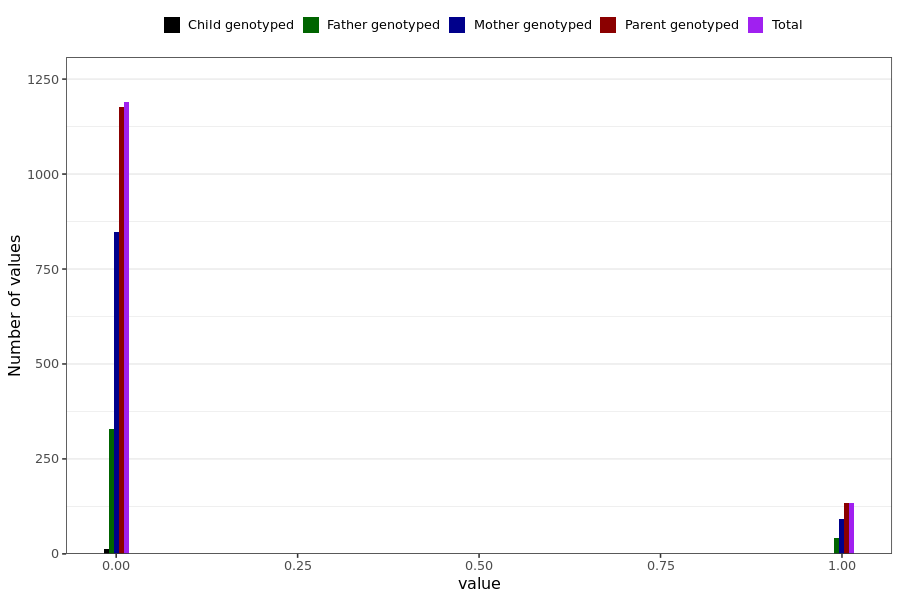 Child genotyped Father genotyped Mother genotyped Parent genotyped Total
1250
1000
750
500
250
0
Number of values
0.00 0.25 0.50 0.75 1.00
value